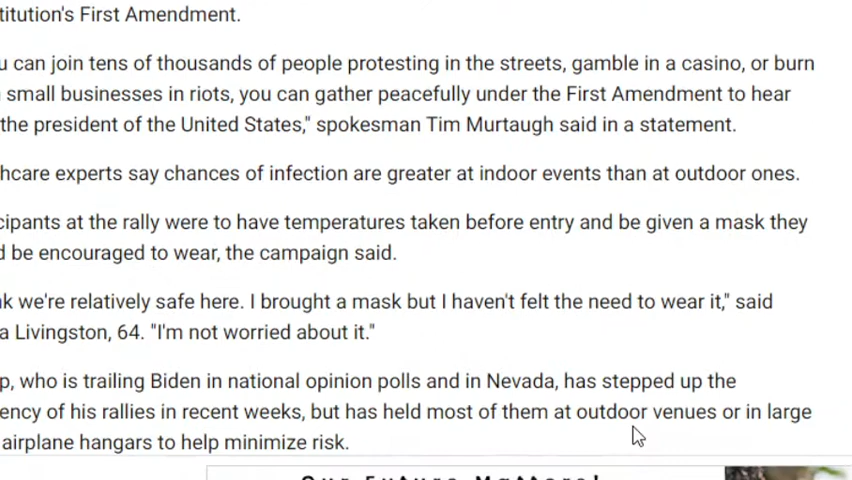 titution's First Amendment.
u can join tens of thousands of people protesting in the streets, gamble in a casino, or burn
small businesses in riots, you can gather peacefully under the First Amendment to hear
the president of the United States," spokesman Tim Murtaugh said in a statement.
hcare experts say chances of infection are greater at indoor events than at outdoor ones.
cipants at the rally were to have temperatures taken before entry and be given a mask they
d be encouraged to wear, the campaign said.
nk we're relatively safe here. I brought a mask but I haven't felt the need to wear it," said
a Livingston, 64. "I'm not worried about it."
p, who is trailing Biden in national opinion polls and in Nevada, has stepped up the
ency of his rallies in recent weeks, but has held most of them at outdoor venues or in large
airplane hangars to help minimize risk.
Our Future Matters!